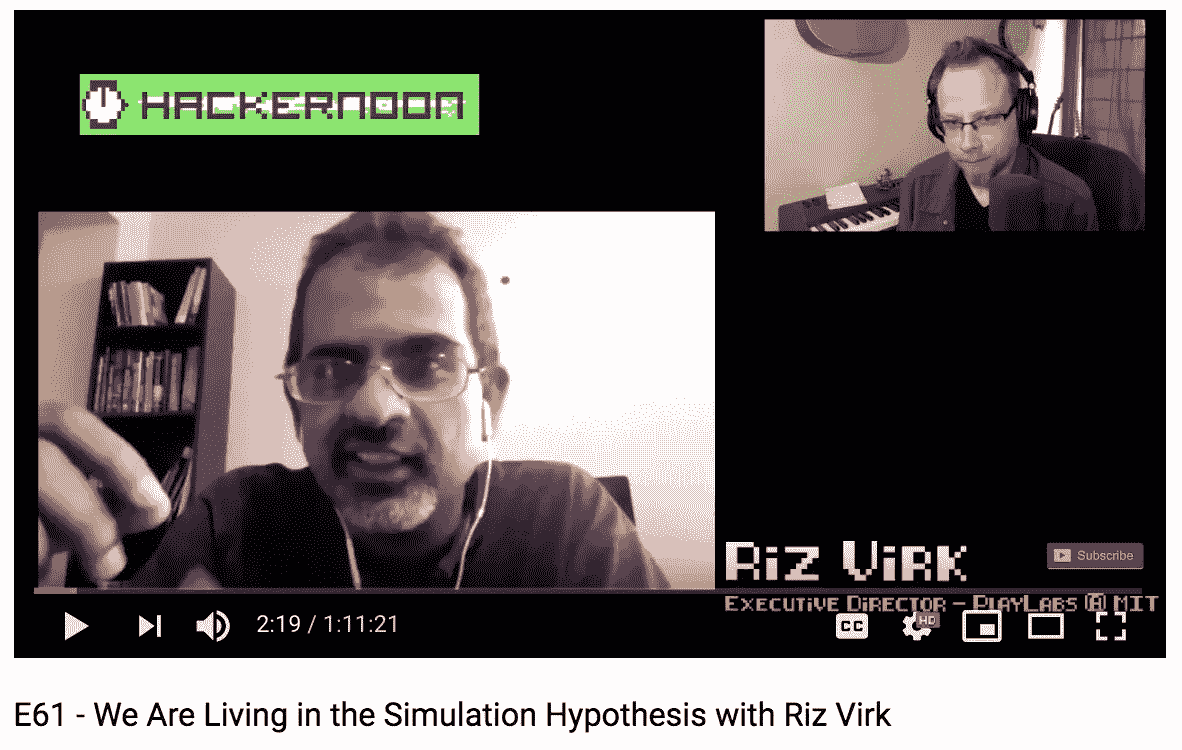 HACKERNOON
Riz Virk
Subscribe
Executive Director - PlayLabs @ MIT
2:19 / 1:11:21
CC
HD
E61 - We Are Living in the Simulation Hypothesis with Riz Virk